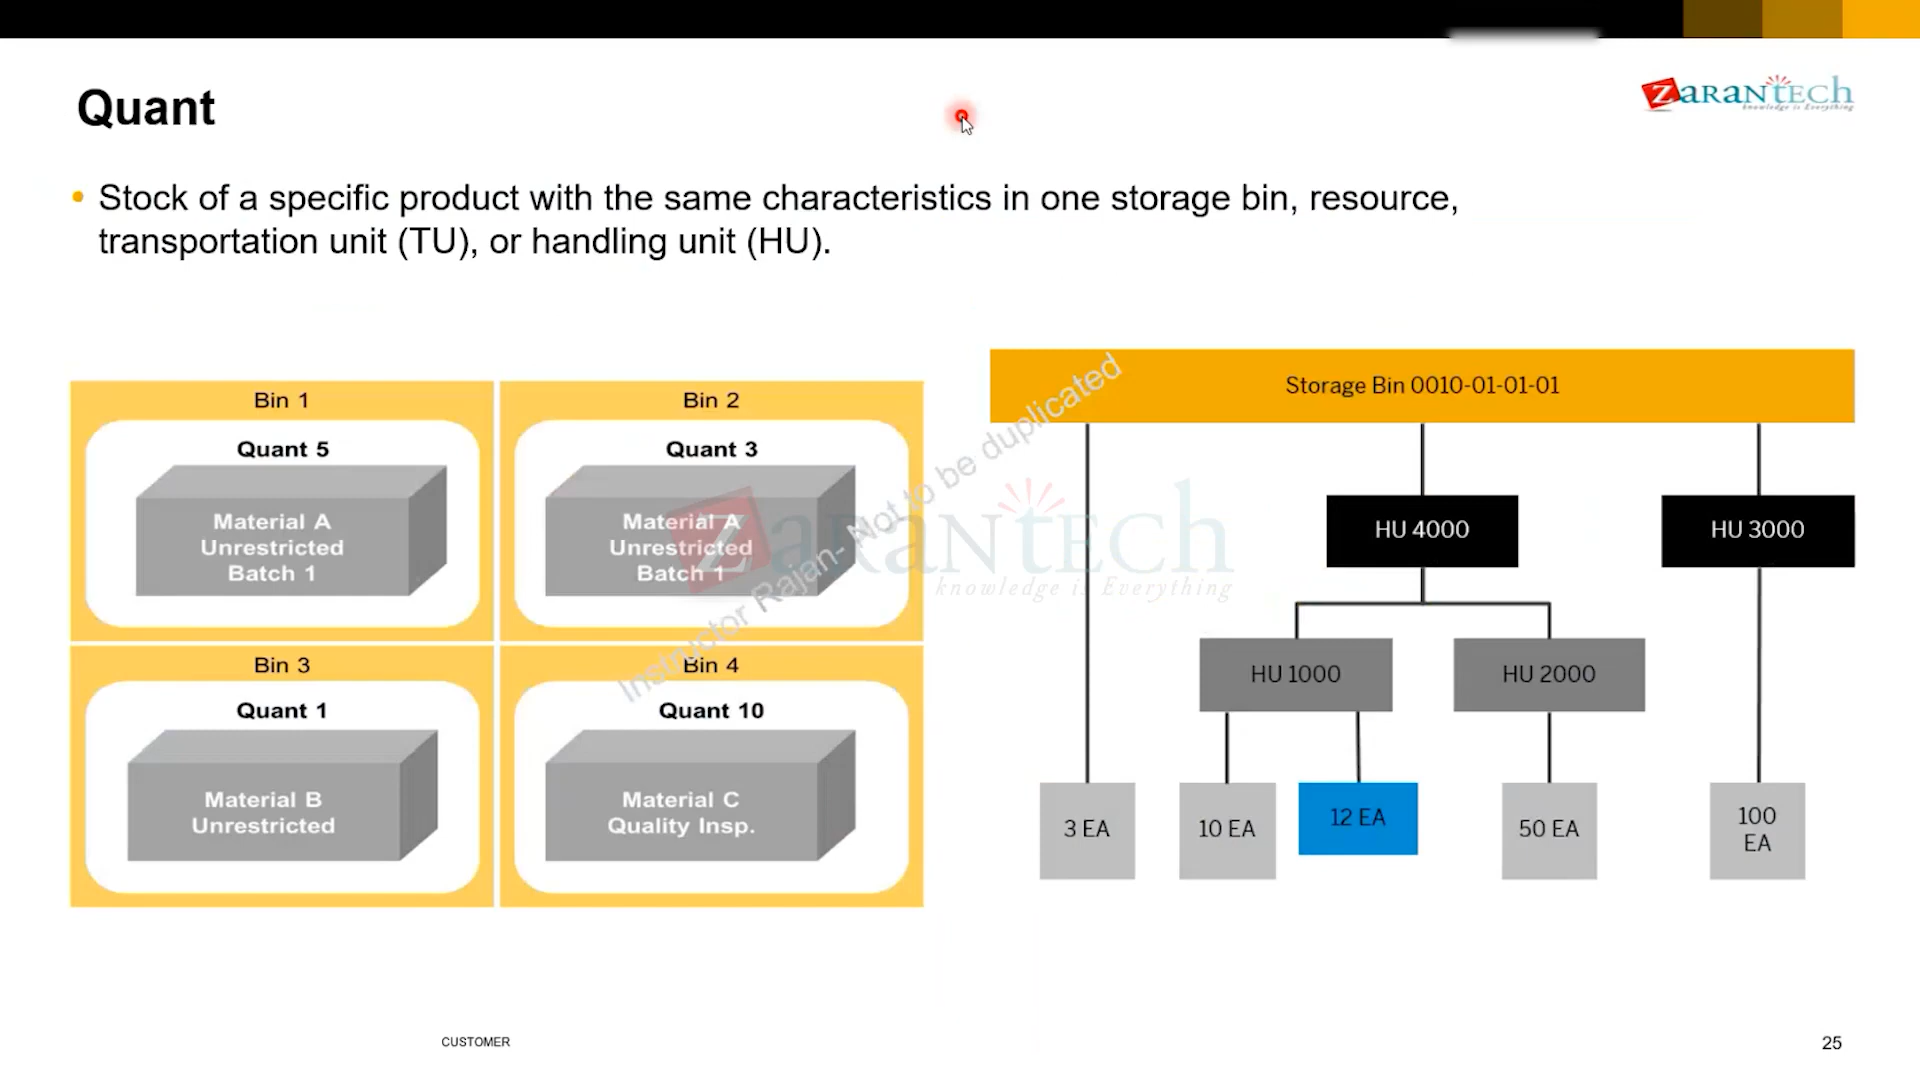 Quant
ZARANTECH
knowledge is Everything
Stock of a specific product with the same characteristics in one storage bin, resource,
transportation unit (TU), or handling unit (HU).
Bin 1
Quant 5
Material A
Unrestricted
Batch 1
Bin 2
Quant 3
Material A
Unrestricted
Batch 1
Bin 3
Quant 1
Material B
Unrestricted
Bin 4
Quant 10
Material C
Quality Insp.
Instructor Rajan- Not to be duplicated
ZARANTECH
knowledge is Everything
Storage Bin 0010-01-01-01
HU 4000
HU 3000
HU 1000
HU 2000
3 EA
10 EA
12 EA
50 EA
100
EA
CUSTOMER
25